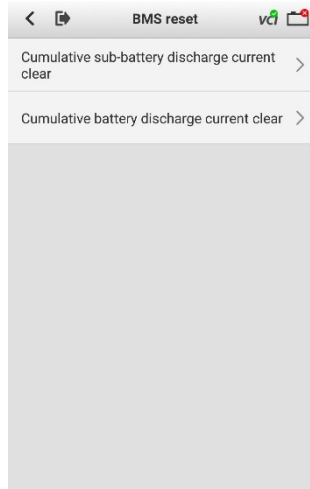 BMS reset vci
Cumulative sub-battery discharge current
clear
Cumulative battery discharge current clear